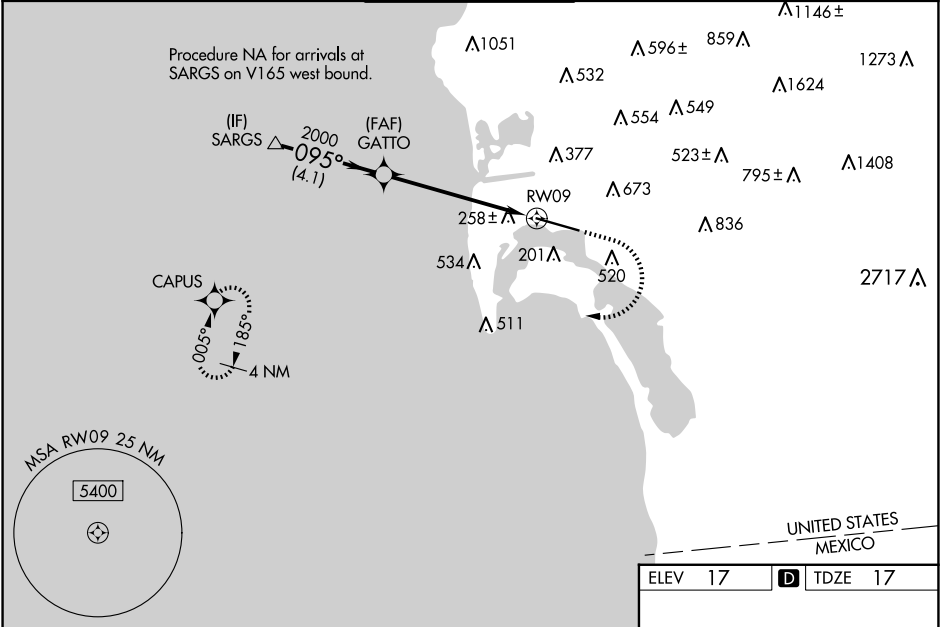 1146±
1051
596±
859
1273
Procedure NA for arrivals at
SARGS on V165 west bound.
532
1624
554
549
(IF)
SARGS
2000
095°
(4.1)
(FAF)
GATTO
377
523±
795±
1408
673
RW09
258±
836
534
201
520
2717
CAPUS
005°
185°
4 NM
511
MSA RW09 25 NM
5400
UNITED STATES
MEXICO
ELEV 17 D TDZE 17